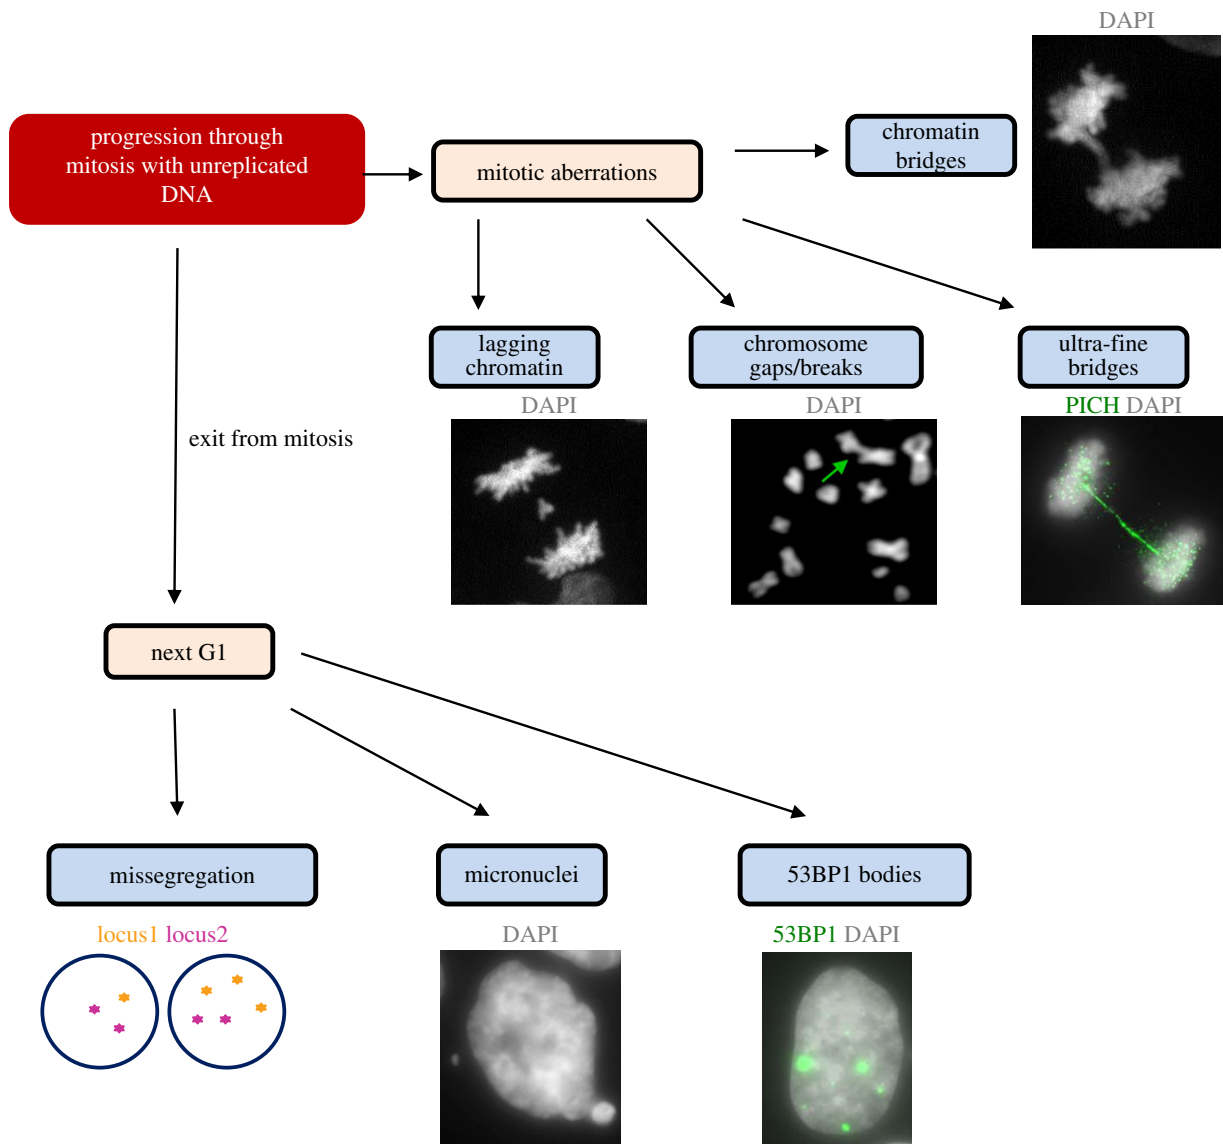 DAPI
progression through
mitosis with unreplicated
DNA
mitotic aberrations
chromatin
bridges
lagging
chromatin
chromosome
gaps/breaks
ultra-fine
bridges
DAPI
DAPI
PICH DAPI
exit from mitosis
next G1
missegregation
micronuclei
53BP1 bodies
locus1 locus2
DAPI
53BP1 DAPI